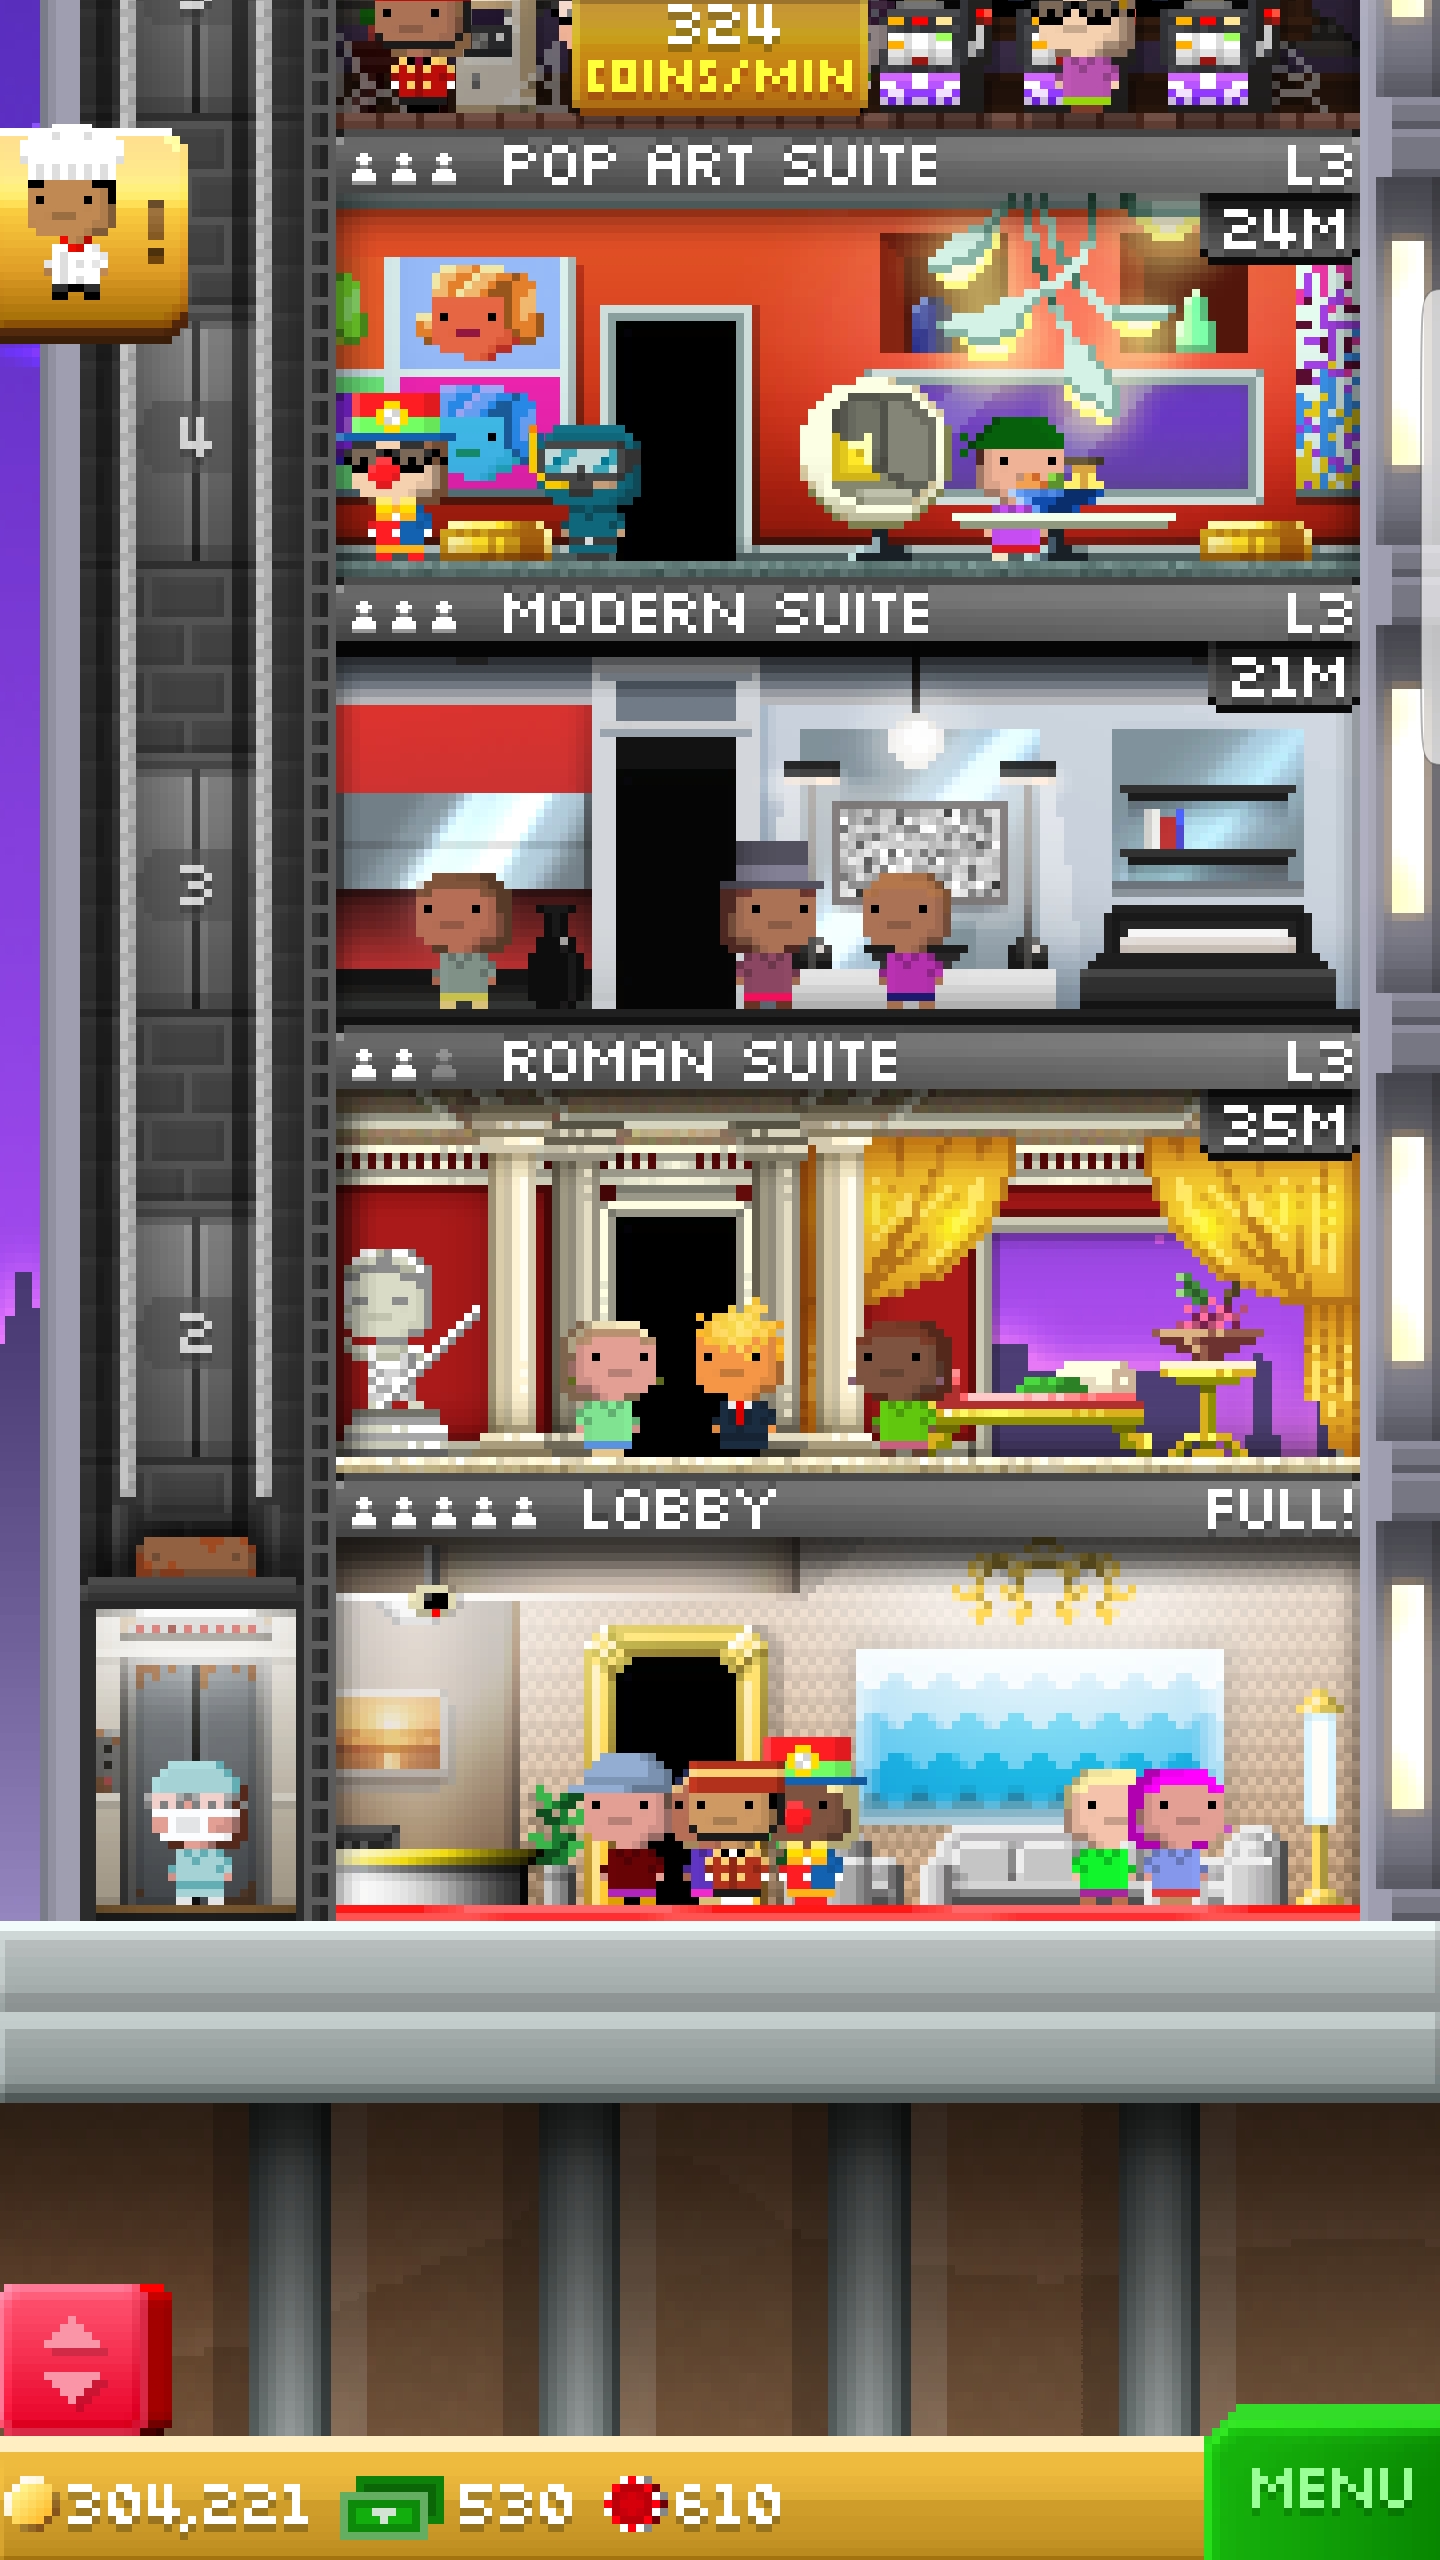 324
COINS/MIN
POP ART SUITE L3
24M
!
4
MODERN SUITE L3
21M
3
ROMAN SUITE L3
35M
2
LOBBY FULL!
304,221 530 610 MENU